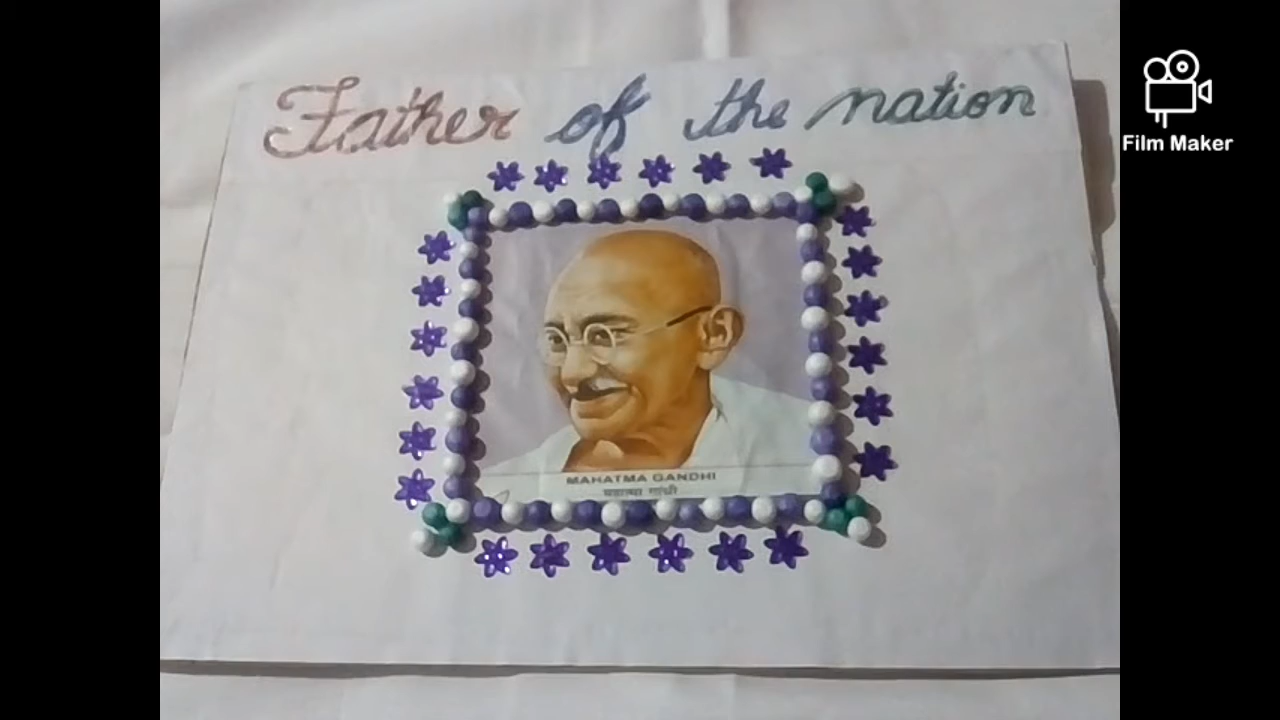 Father of the nation
Film Maker
MAHATMA GANDHI
महात्मा गांधी